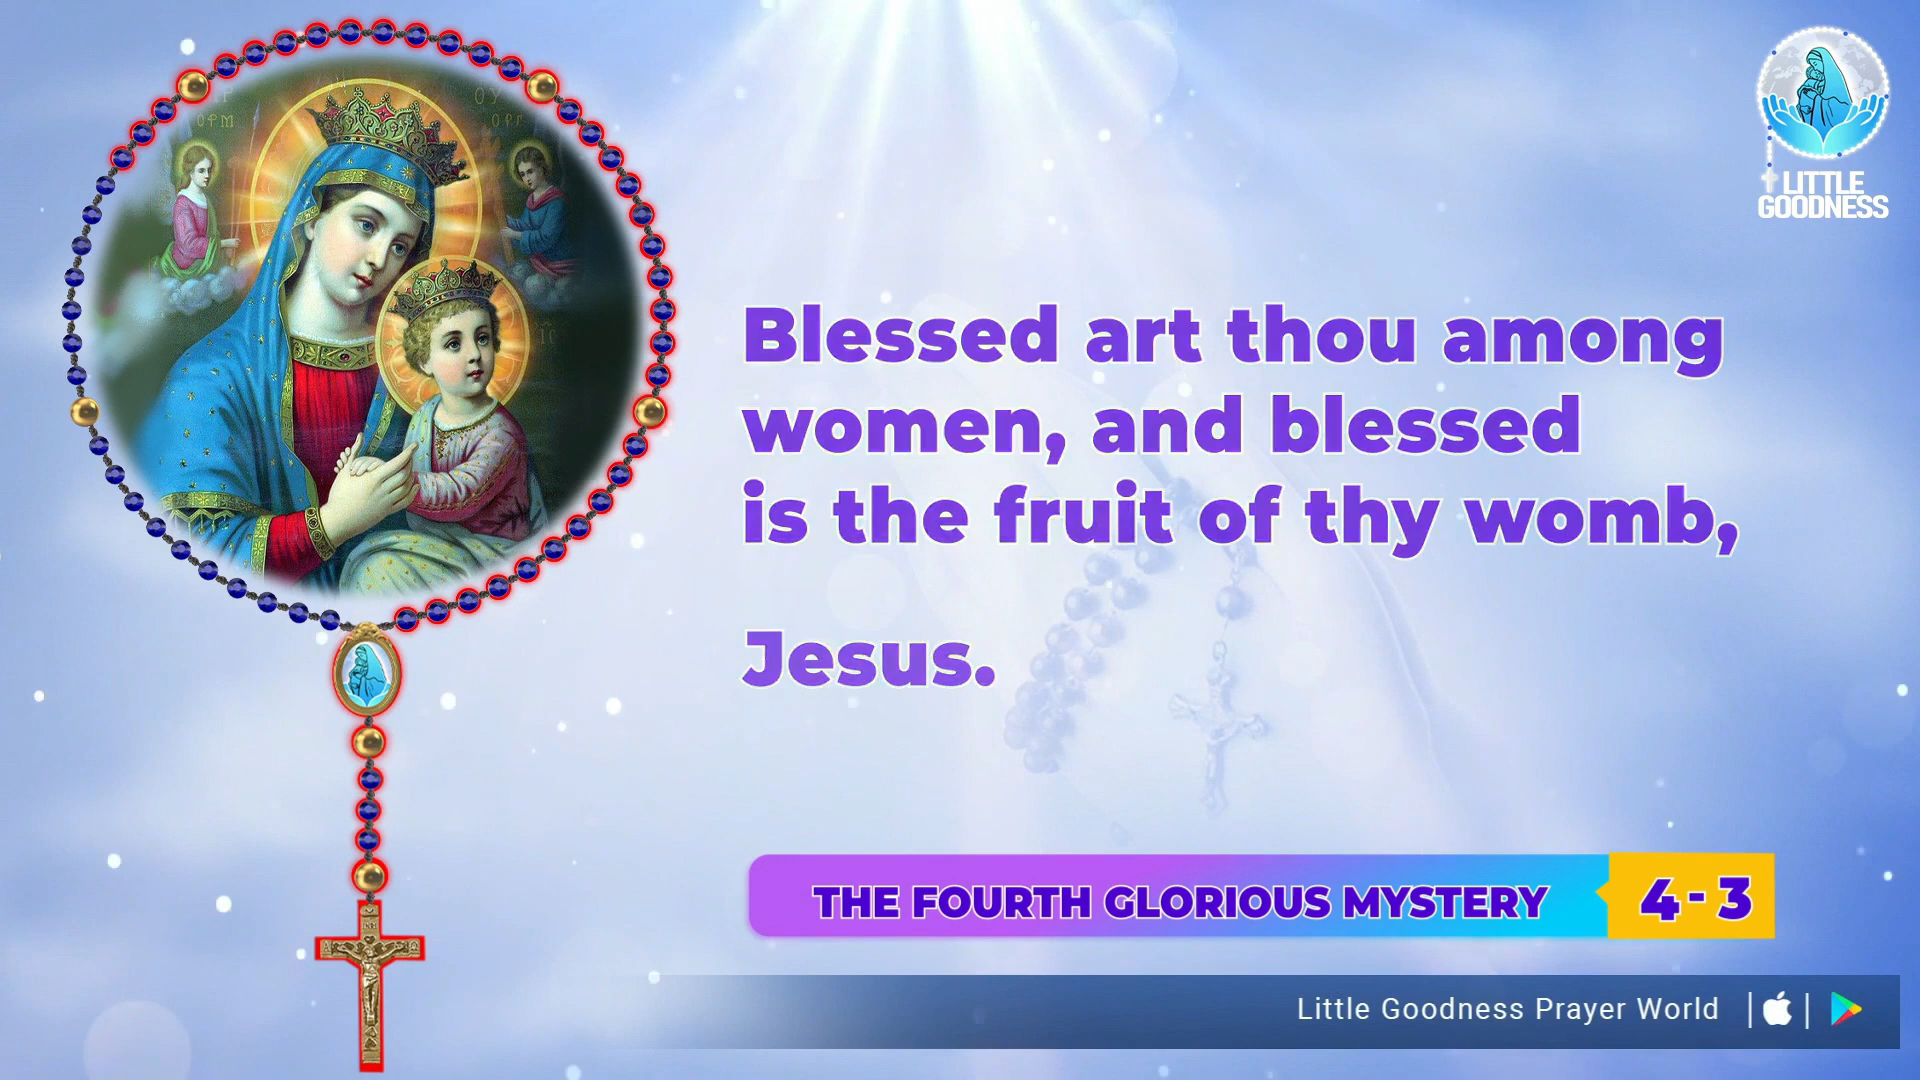 LITTLE
GOODNESS
Blessed art thou among
women, and blessed
is the fruit of thy womb,
Jesus.
THE FOURTH GLORIOUS MYSTERY 4-3
Little Goodness Prayer World